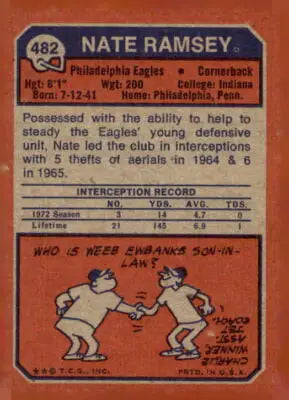 482 NATE RAMSEY
Philadelphia Eagles • Cornerback
Hgt: 6'1" Wgt: 200 College: Indiana
Born: 7-12-41 Home: Philadelphia, Penn.
Possessed with the ability to help to
steady the Eagles' young defensive
unit, Nate led the club in interceptions
with 5 thefts of aerials in 1964 & 6
in 1965.
INTERCEPTION RECORD
NO. YDS. AVG. TDS
1972 Season 3 14 4.7 0
Lifetime 21 145 6.9 1
WHO IS WEEB EWBANKS SON-IN-
LAW?
CHARLIE
WINNER
ASST.
JET
COACH.
★★© T.C.G., INC. PRTD. IN U.S.A.